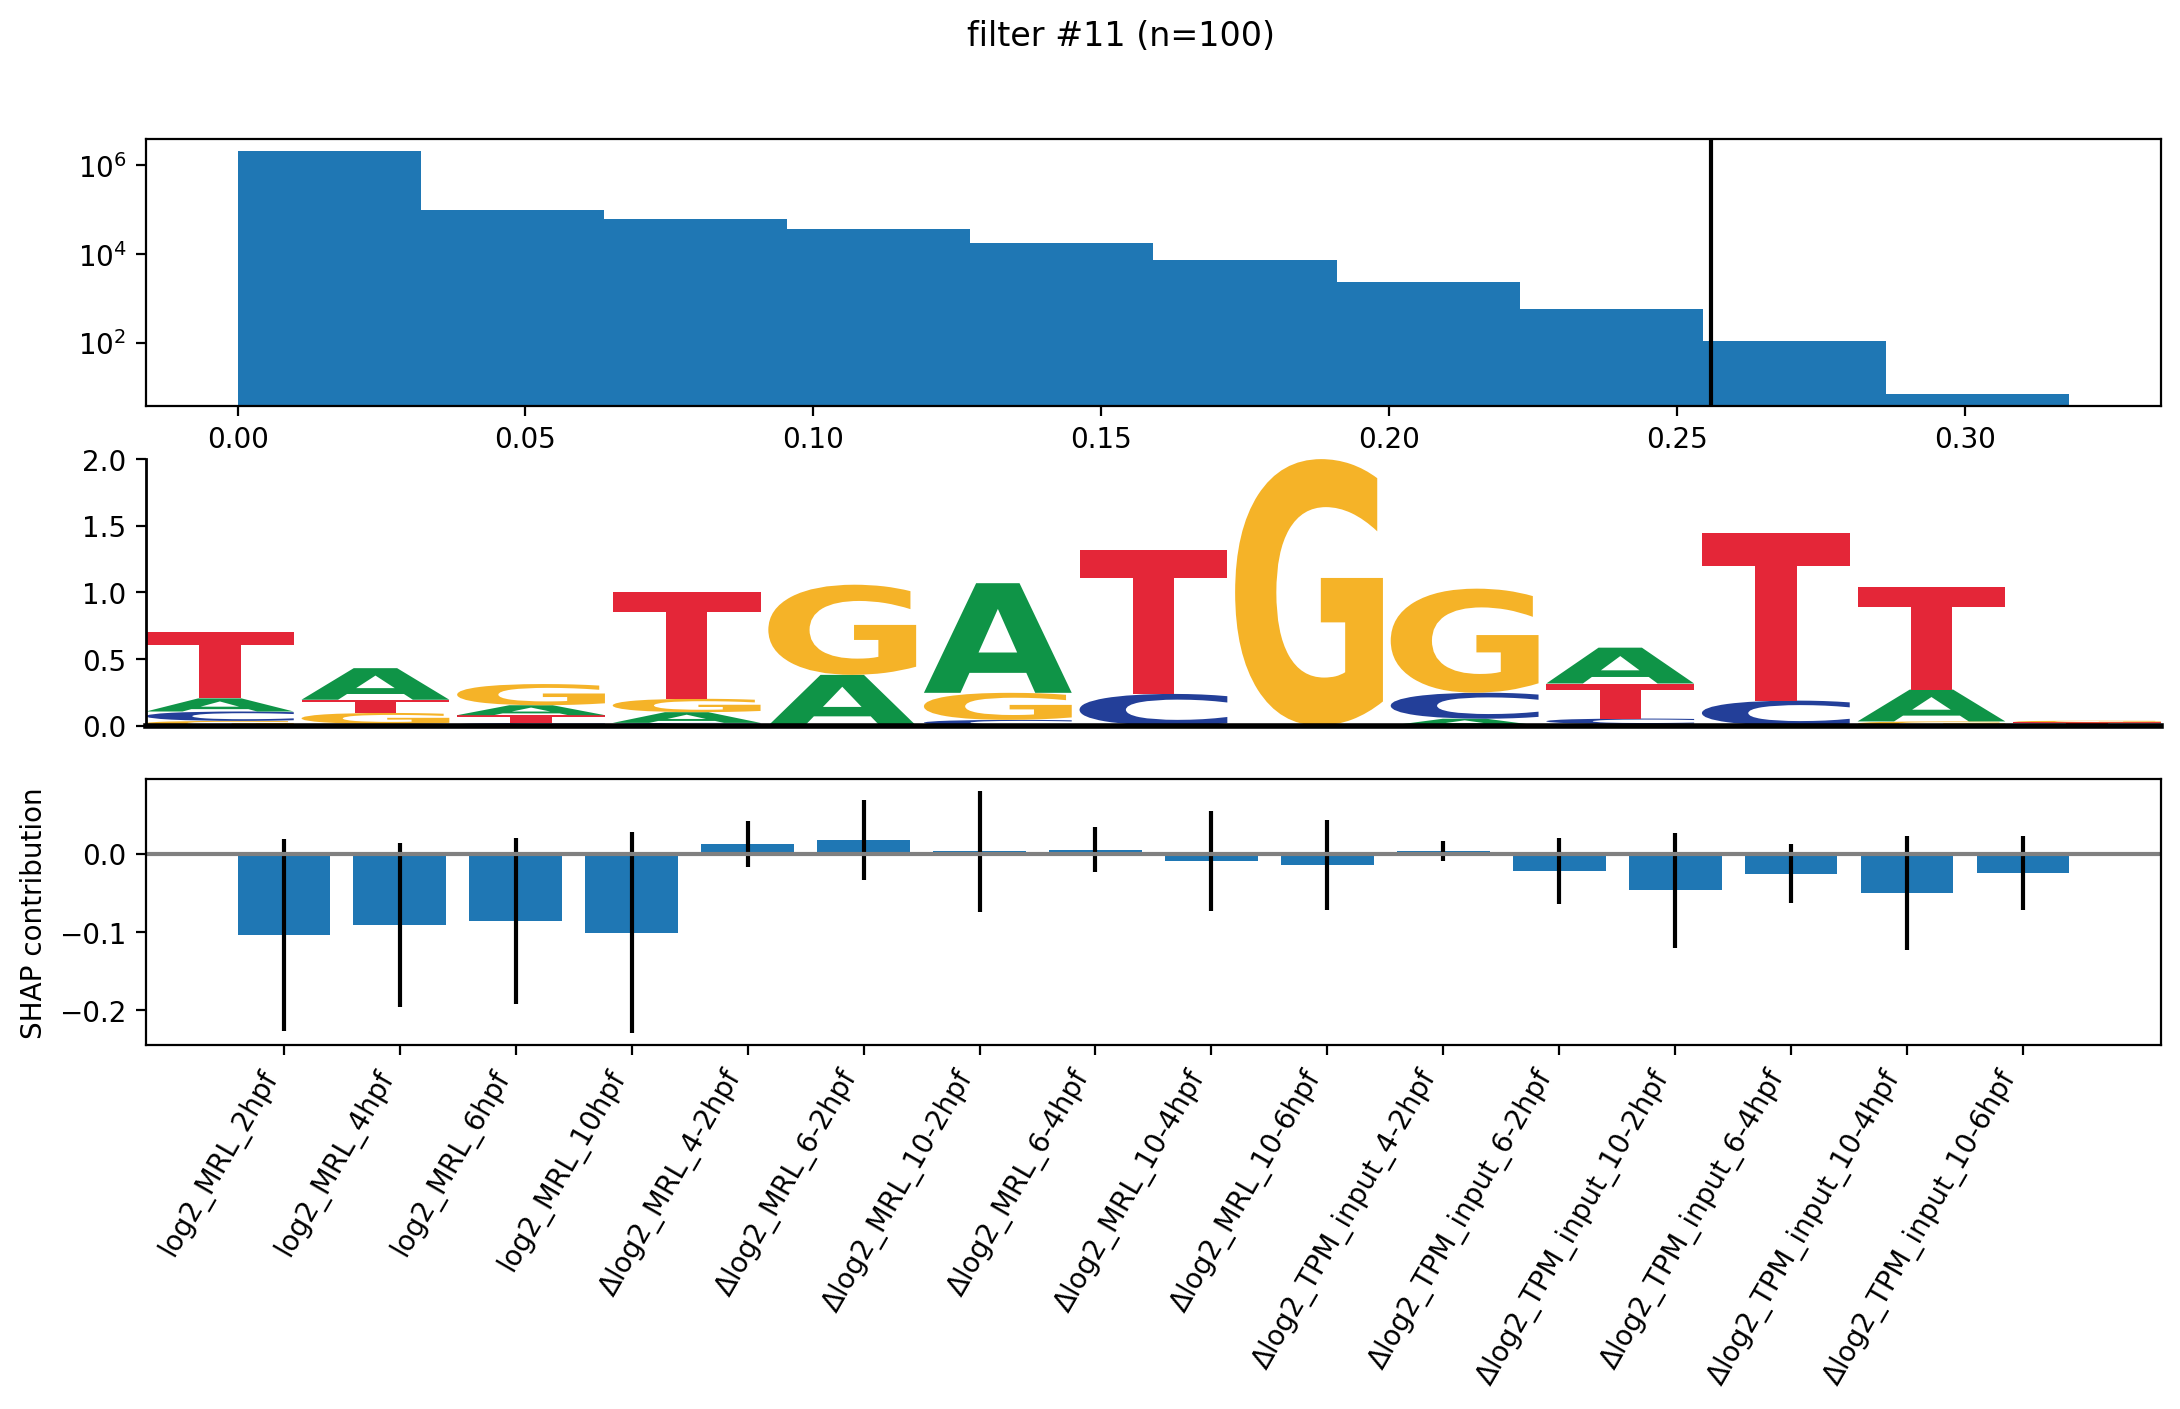 filter #11 (n=100)
10⁶
10⁴
10²
0.00 0.05 0.10 0.15 0.20 0.25 0.30
2.0
1.5
1.0
0.5
0.0
T A G T G A T G G A T T
A T A G A G C C T C A
C G T A C A C
SHAP contribution
0.0
−0.1
−0.2
log2_MRL_2hpf
log2_MRL_4hpf
log2_MRL_6hpf
log2_MRL_10hpf
Δlog2_MRL_4-2hpf
Δlog2_MRL_6-2hpf
Δlog2_MRL_10-2hpf
Δlog2_MRL_6-4hpf
Δlog2_MRL_10-4hpf
Δlog2_MRL_10-6hpf
Δlog2_TPM_input_4-2hpf
Δlog2_TPM_input_6-2hpf
Δlog2_TPM_input_10-2hpf
Δlog2_TPM_input_6-4hpf
Δlog2_TPM_input_10-4hpf
Δlog2_TPM_input_10-6hpf